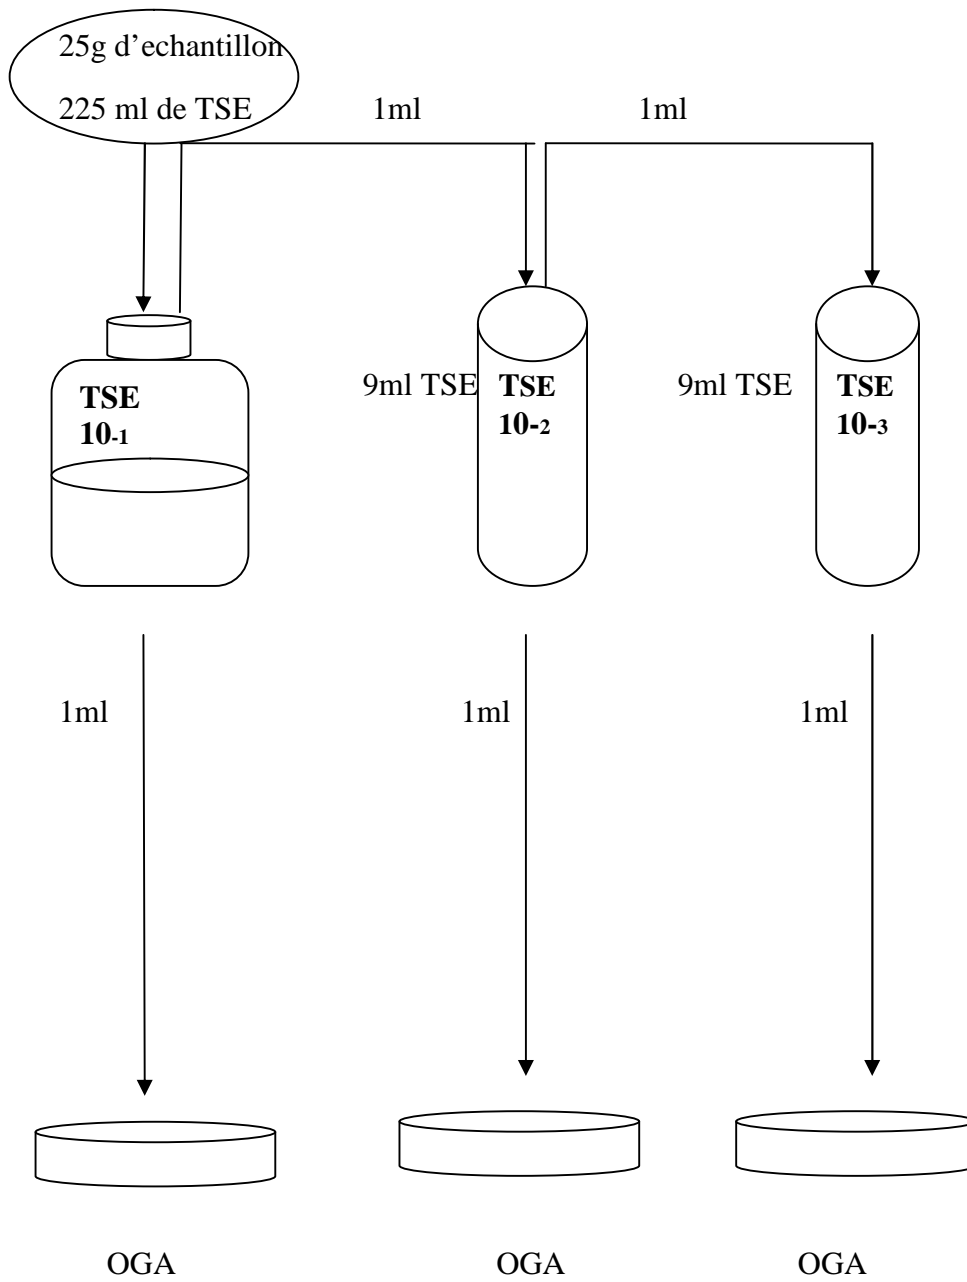 25g d’echantillon
225 ml de TSE
1ml
1ml
TSE
10-1
9ml TSE
TSE
10-2
9ml TSE
TSE
10-3
1ml
1ml
1ml
OGA
OGA
OGA